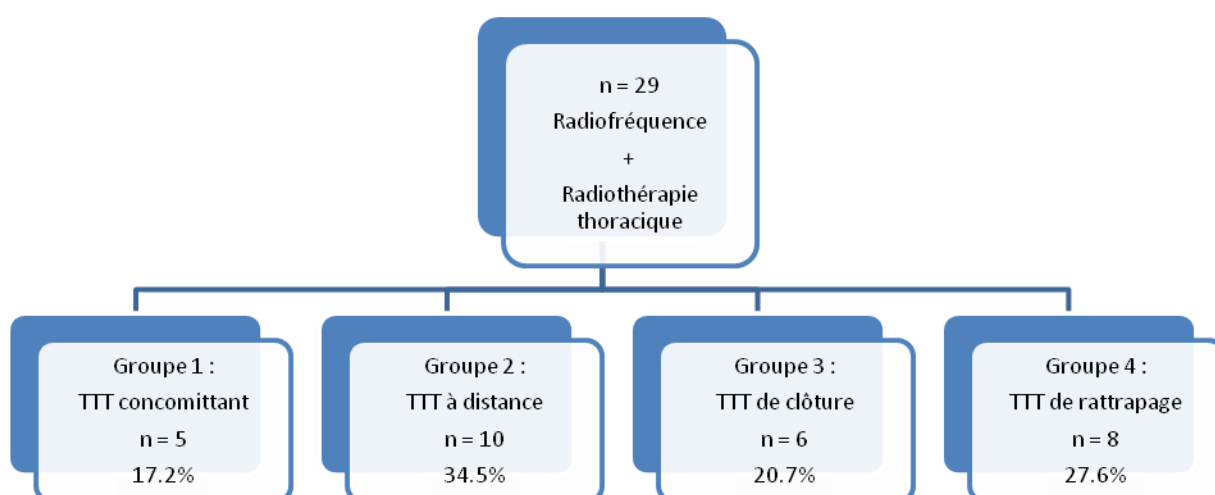 n = 29
Radiofréquence
+
Radiothérapie
thoracique
Groupe 1 :
TTT concomittant
n = 5
17.2%
Groupe 2 :
TTT à distance
n = 10
34.5%
Groupe 3 :
TTT de clôture
n = 6
20.7%
Groupe 4 :
TTT de rattrapage
n = 8
27.6%